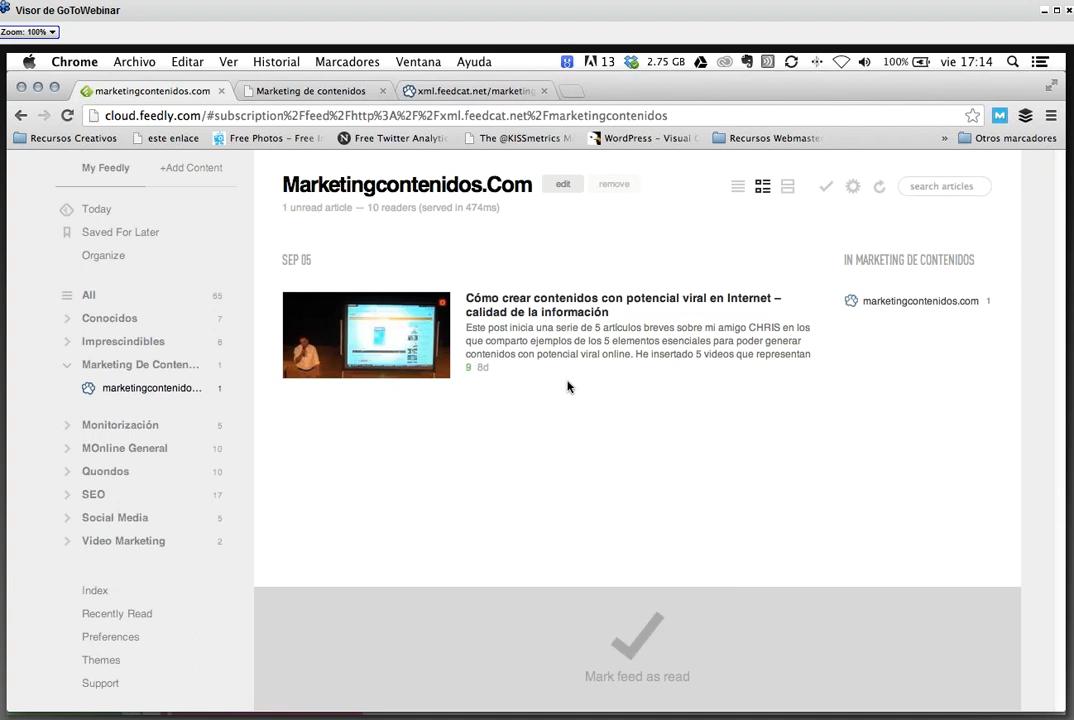 Visor de GoToWebinar
Zoom: 100%
Chrome Archivo Editar Ver Historial Marcadores Ventana Ayuda 13 2.75 GB 100% vie 17:14
marketingcontenidos.com Marketing de contenidos xml.feedcat.net/marketing
cloud.feedly.com/#subscription%2Ffeed%2Fhttp%3A%2F%2Fxml.feedcat.net%2Fmarketingcontenidos
Recursos Creativos este enlace Free Photos - Free I Free Twitter Analytic The @KISSmetrics M WordPress - Visual Recursos Webmaste » Otros marcadores
My Feedly +Add Content
Today
Saved For Later
Organize
All 65
Conocidos 7
Imprescindibles 6
Marketing De Conten... 1
marketingcontenido... 1
Monitorización 5
MOnline General 10
Quondos 10
SEO 17
Social Media 5
Video Marketing 2
Index
Recently Read
Preferences
Themes
Support
Marketingcontenidos.Com edit remove
search articles
1 unread article — 10 readers (served in 474ms)
SEP 05
Cómo crear contenidos con potencial viral en Internet –
calidad de la información
Este post inicia una serie de 5 artículos breves sobre mi amigo CHRIS en los
que comparto ejemplos de los 5 elementos esenciales para poder generar
contenidos con potencial viral online. He insertado 5 videos que representan
9 8d
IN MARKETING DE CONTENIDOS
marketingcontenidos.com 1
Mark feed as read